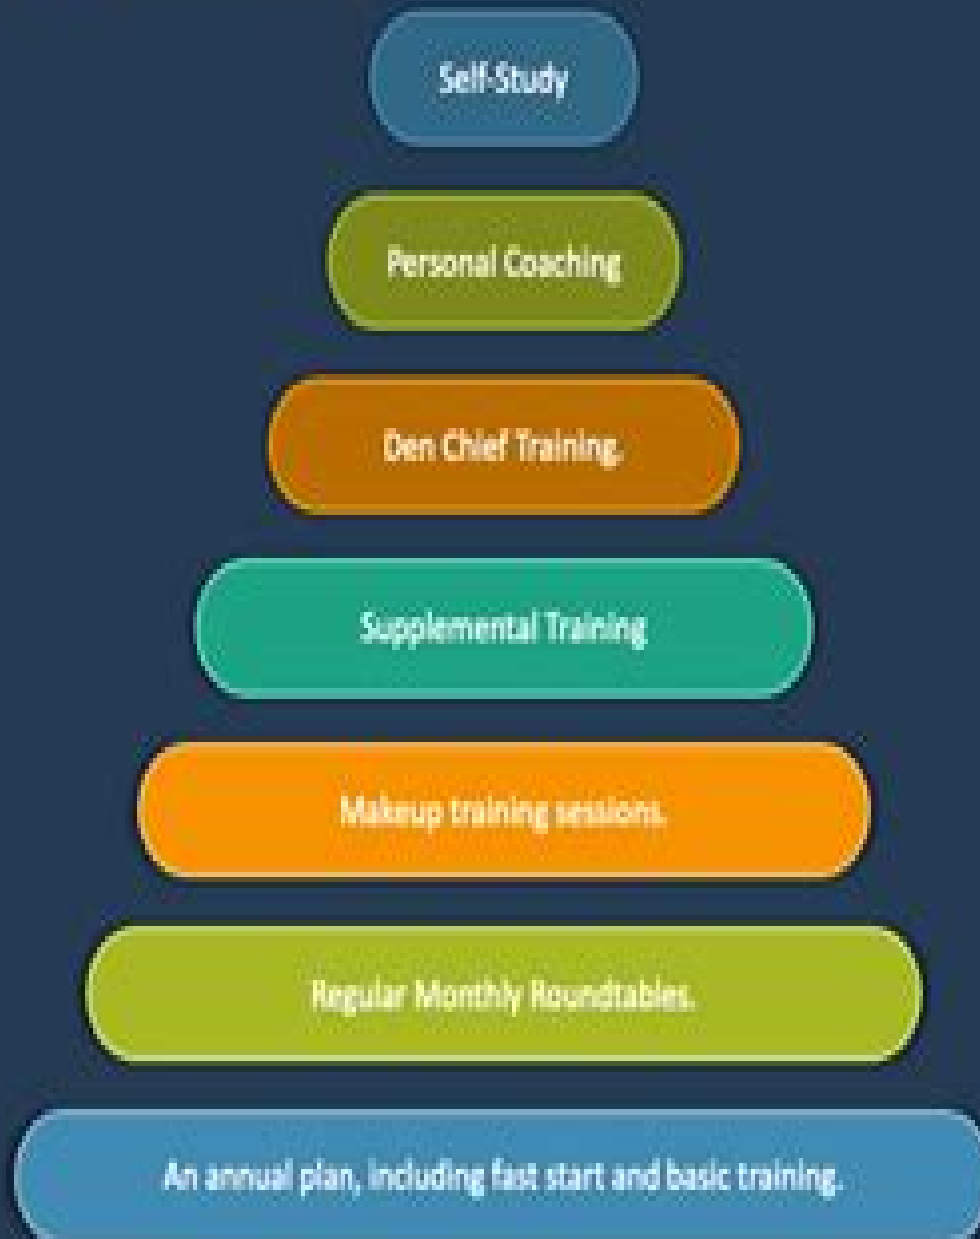 Self-Study
Personal Coaching
Den Chief Training.
Supplemental Training
Makeup training sessions.
Regular Monthly Roundtables.
An annual plan, including fast start and basic training.